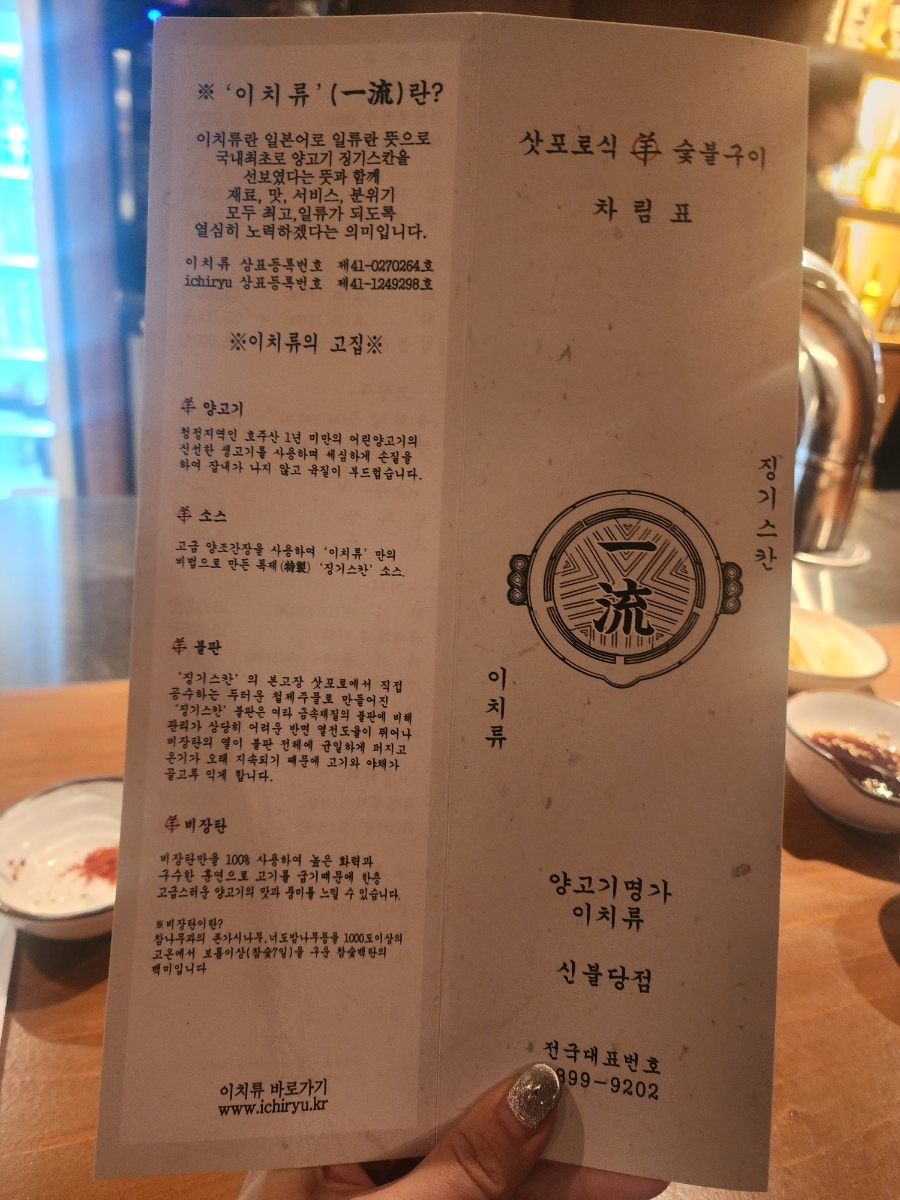 ※ '이치류' (一流)란?
이치류란 일본어로 일류란 뜻으로
국내최초로 양고기 징기스칸을
선보였다는 뜻과 함께
재료, 맛, 서비스, 분위기
모두 최고,일류가 되도록
열심히 노력하겠다는 의미입니다.
이치류 상표등록번호 제41-0270264호
ichiryu 상표등록번호 제41-1249298호
※이치류의 고집※
羊 양고기
청정지역인 호주산 1년 미만의 어린양고기의
신선한 생고기를 사용하며 세심하게 손질을
하여 잡내가 나지 않고 육질이 부드럽습니다.
羊 소스
고급 양조간장을 사용하여 '이치류' 만의
비법으로 만든 특제(特製) '징기스칸' 소스.
羊 불판
'징기스칸' 의 본고장 삿포로에서 직접
공수하는 두터운 철제주물로 만들어진
'징기스칸' 불판은 여타 금속재질의 불판에 비해
관리가 상당히 어려운 반면 열전도율이 뛰어나
비장탄의 열이 불판 전체에 균일하게 퍼지고
온기가 오래 지속되기 때문에 고기와 야채가
골고루 익게 합니다.
羊 비장탄
비장탄만을 100% 사용하여 높은 화력과
구수한 훈연으로 고기를 굽기때문에 한층
고급스러운 양고기의 맛과 풍미를 느낄 수 있습니다.
※비장탄이란?
참나무과의 졸가시나무,너도밤나무등을 1000도이상의
고온에서 보름이상(참숯7일)을 구운 참숯백탄의
백미입니다
이치류 바로가기
www.ichiryu.kr
삿포로식 羊 숯불구이
차림표
징기스칸
一流
이치류
양고기명가
이치류
신불당점
전국대표번호
899-9202